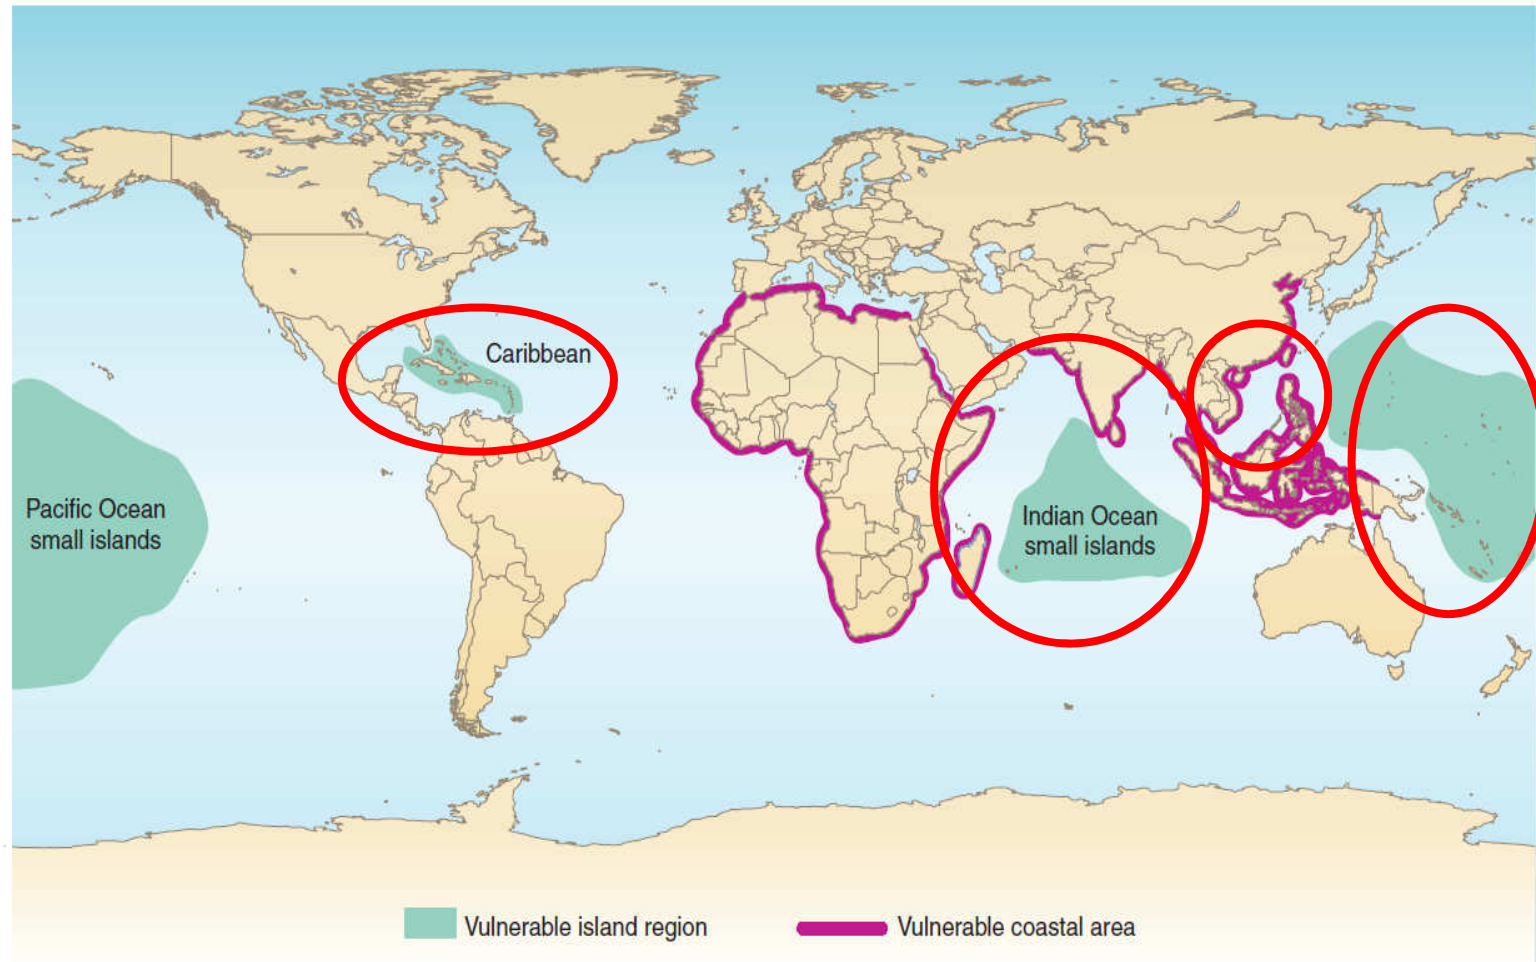 Caribbean
Pacific Ocean
small islands
Indian Ocean
small islands
Vulnerable island region
Vulnerable coastal area